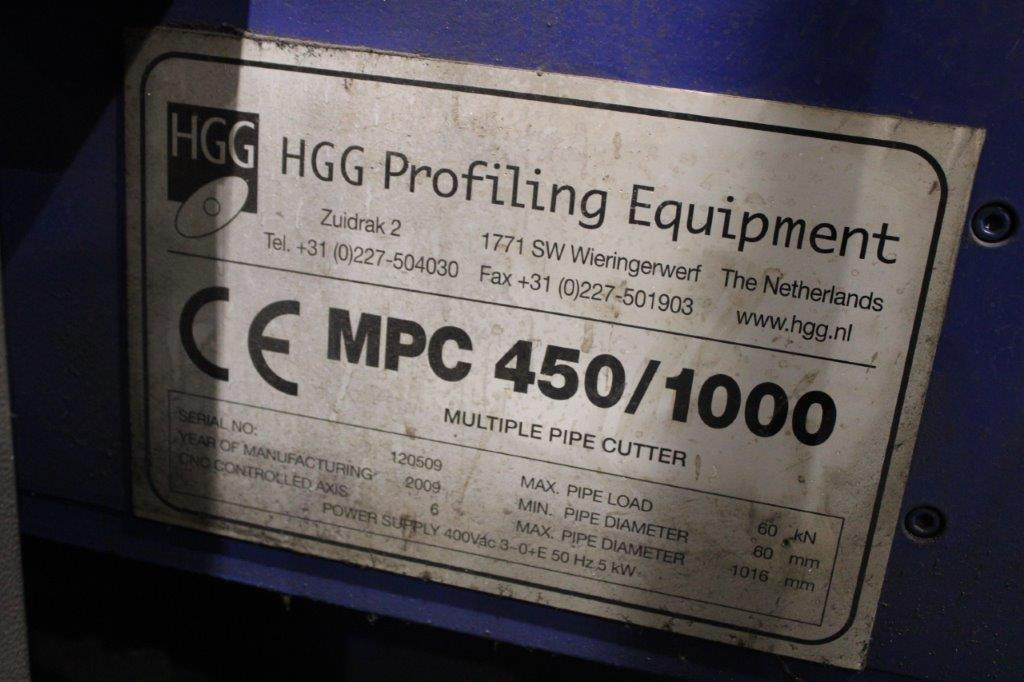 HGG
HGG Profiling Equipment
Zuidrak 2 1771 SW Wieringerwerf The Netherlands
Tel. +31 (0)227-504030 Fax +31 (0)227-501903 www.hgg.nl
CE MPC 450/1000
MULTIPLE PIPE CUTTER
SERIAL NO: 120509 MAX. PIPE LOAD 60 kN
YEAR OF MANUFACTURING 2009 MIN. PIPE DIAMETER 60 mm
CNC CONTROLLED AXIS 6 MAX. PIPE DIAMETER 1016 mm
POWER SUPPLY 400Vac 3~0+E 50 Hz 5 kW